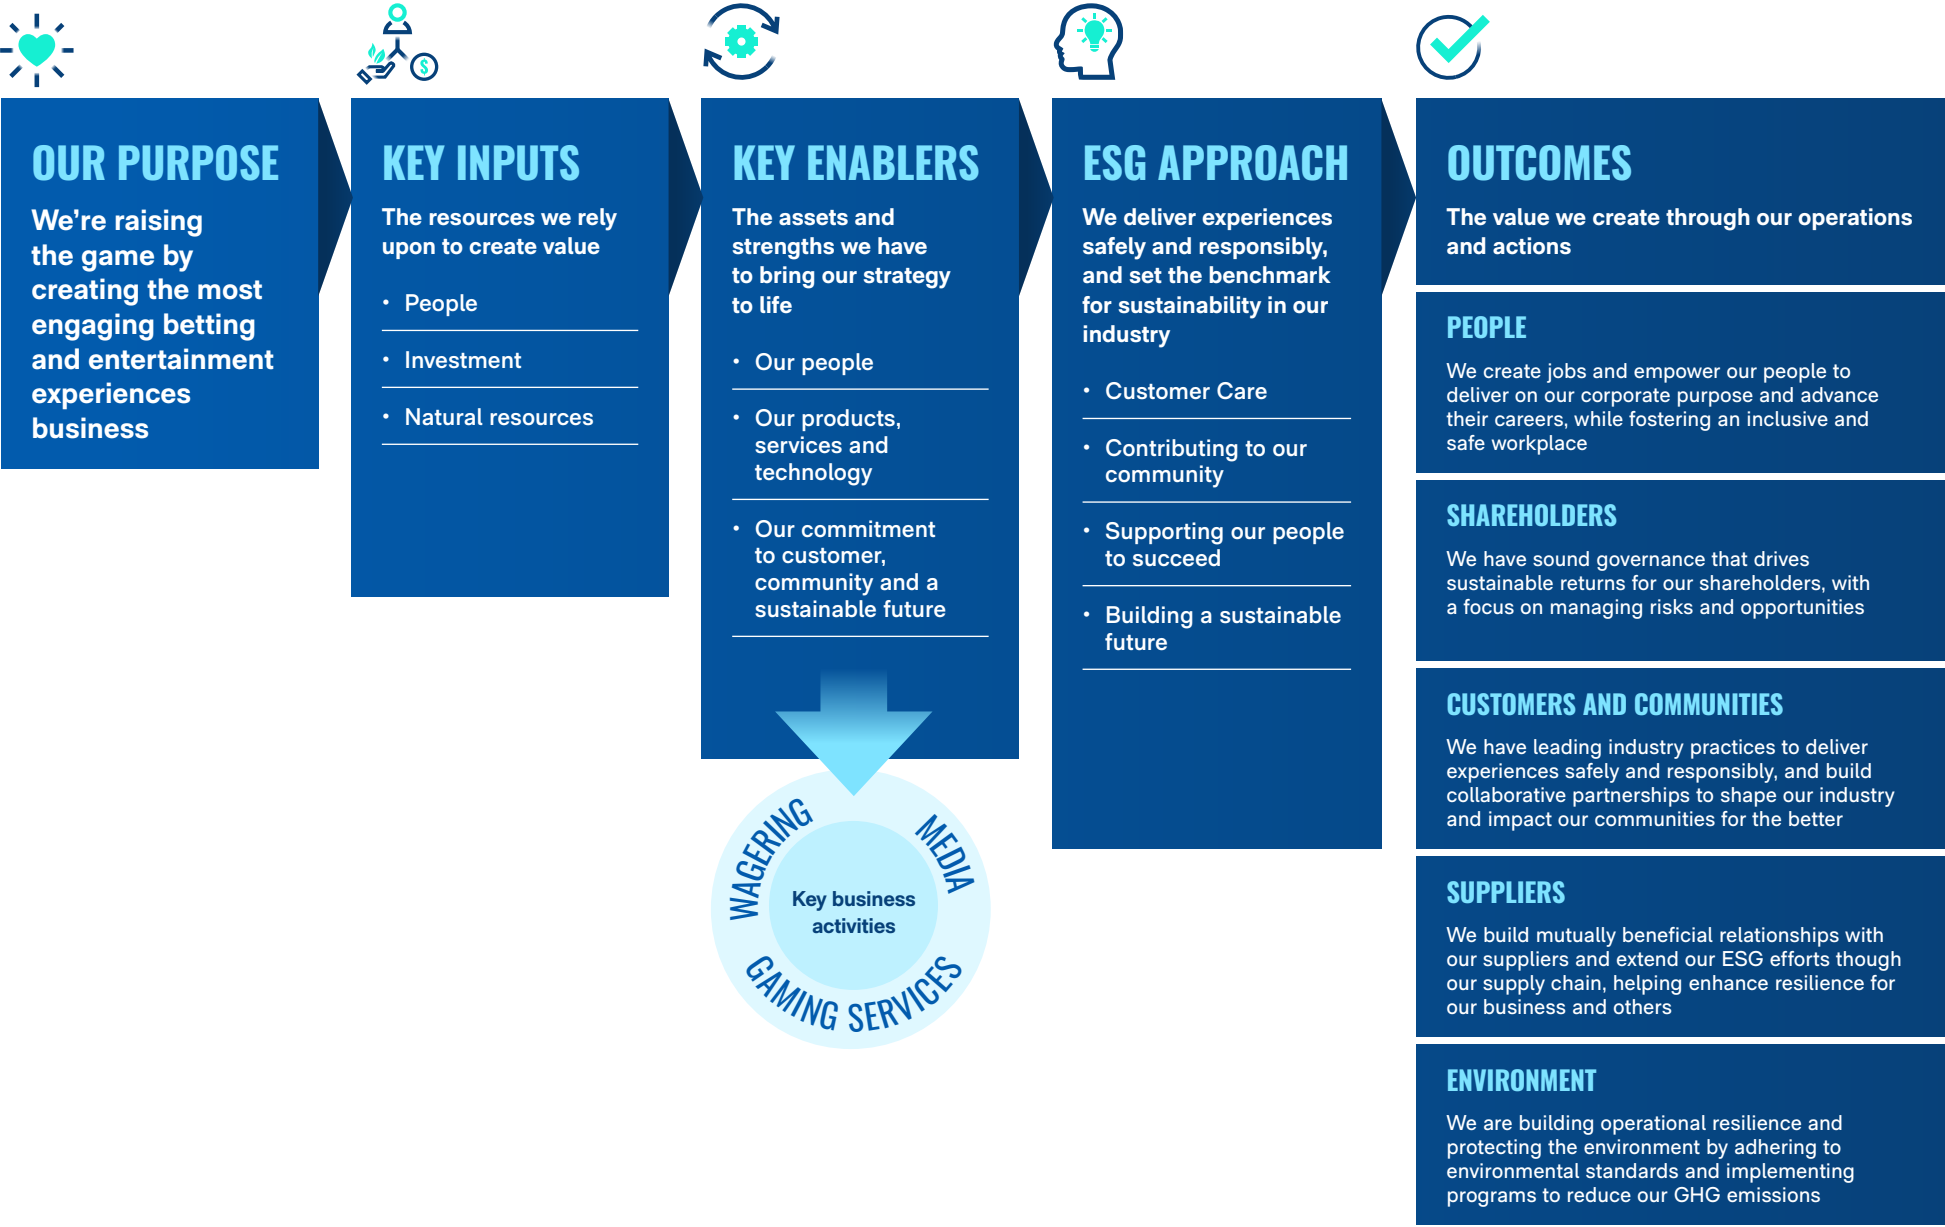 OUR PURPOSE
We’re raising
the game by
creating the most
engaging betting
and entertainment
experiences
business
KEY INPUTS
The resources we rely
upon to create value
• People
• Investment
• Natural resources
KEY ENABLERS
The assets and
strengths we have
to bring our strategy
to life
• Our people
• Our products,
services and
technology
• Our commitment
to customer,
community and a
sustainable future
WAGERING
MEDIA
GAMING SERVICES
Key business
activities
ESG APPROACH
We deliver experiences
safely and responsibly,
and set the benchmark
for sustainability in our
industry
• Customer Care
• Contributing to our
community
• Supporting our people
to succeed
• Building a sustainable
future
OUTCOMES
The value we create through our operations
and actions
PEOPLE
We create jobs and empower our people to
deliver on our corporate purpose and advance
their careers, while fostering an inclusive and
safe workplace
SHAREHOLDERS
We have sound governance that drives
sustainable returns for our shareholders, with
a focus on managing risks and opportunities
CUSTOMERS AND COMMUNITIES
We have leading industry practices to deliver
experiences safely and responsibly, and build
collaborative partnerships to shape our industry
and impact our communities for the better
SUPPLIERS
We build mutually beneficial relationships with
our suppliers and extend our ESG efforts though
our supply chain, helping enhance resilience for
our business and others
ENVIRONMENT
We are building operational resilience and
protecting the environment by adhering to
environmental standards and implementing
programs to reduce our GHG emissions